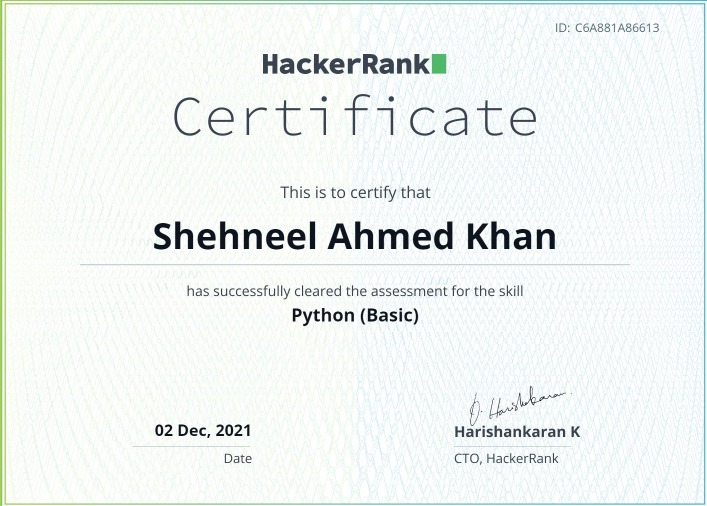 ID: C6A881A86613
HackerRank
Certificate
This is to certify that
Shehneel Ahmed Khan
has successfully cleared the assessment for the skill
Python (Basic)
02 Dec, 2021
Date
Harishankaran K
CTO, HackerRank